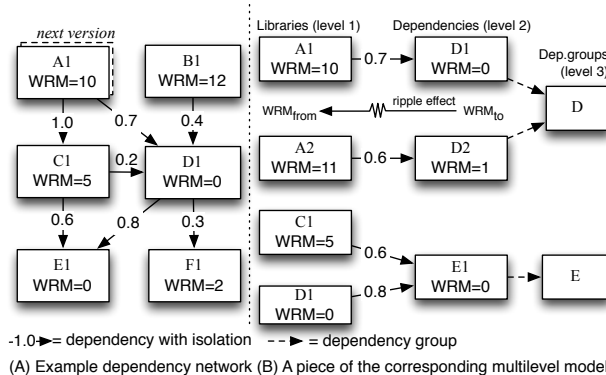 next version
A1
WRM=10
B1
WRM=12
1.0
0.7
0.4
C1
WRM=5
0.2
D1
WRM=0
0.6
0.8
0.3
E1
WRM=0
F1
WRM=2
Libraries (level 1)
Dependencies (level 2)
Dep.groups
(level 3)
A1
WRM=10
0.7
D1
WRM=0
D
WRMfrom
ripple effect
WRMto
A2
WRM=11
0.6
D2
WRM=1
C1
WRM=5
0.6
E1
WRM=0
E
D1
WRM=0
0.8
-1.0 = dependency with isolation
= dependency group
(A) Example dependency network (B) A piece of the corresponding multilevel model